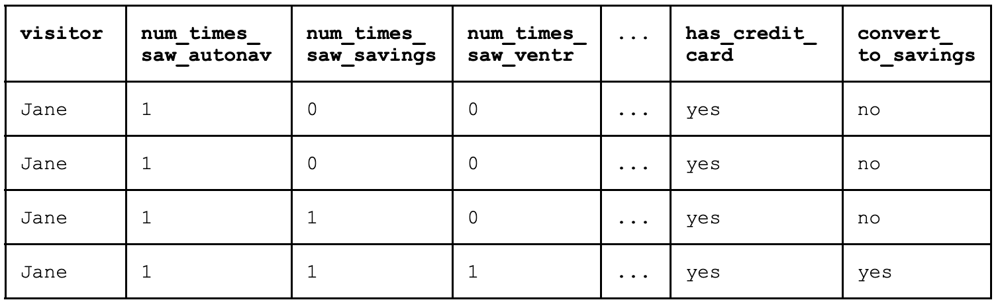 visitor num_times_ num_times_ num_times_ ... has_credit_ convert_
saw_autonav saw_savings saw_ventr card to_savings
Jane 1 0 0 ... yes no
Jane 1 0 0 ... yes no
Jane 1 1 0 ... yes no
Jane 1 1 1 ... yes yes